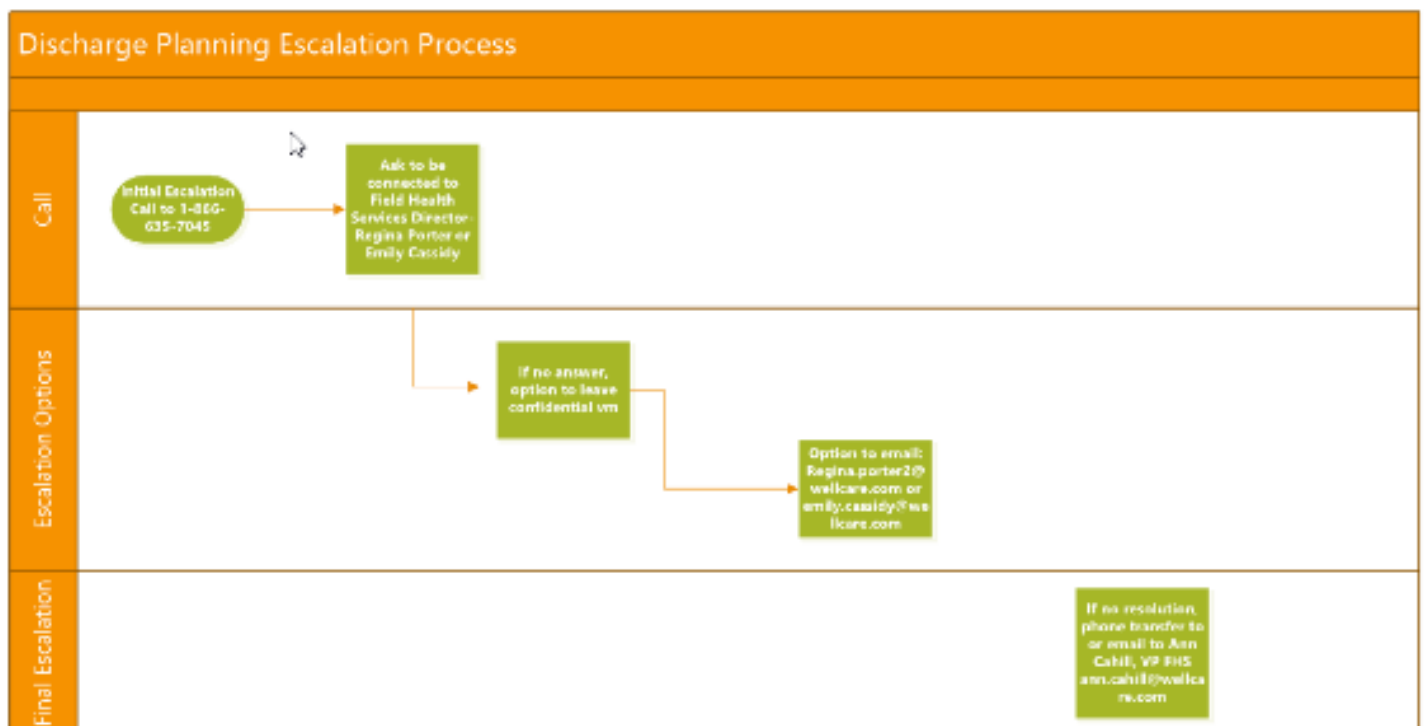 Discharge Planning Escalation Process
Call
Initial Escalation
Call to 1-866-
635-7045
Ask to be
connected to
Field Health
Services Director-
Regina Porter or
Emily Cassidy
Escalation Options
If no answer,
option to leave
confidential vm
Option to email:
Regina.porter2@
wellcare.com or
emily.cassidy@we
llcare.com
Final Escalation
If no resolution,
phone transfer to
or email to Ann
Cahill, VP FHS
ann.cahill@wellca
re.com